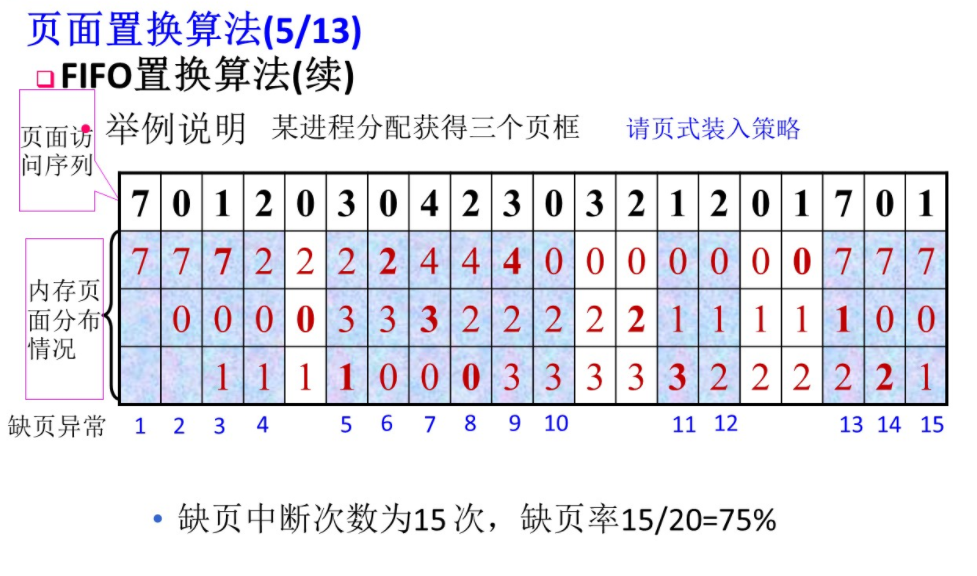 页面置换算法(5/13)
❑ FIFO置换算法(续)
页面访问序列
• 举例说明 某进程分配获得三个页框 请页式装入策略
7 0 1 2 0 3 0 4 2 3 0 3 2 1 2 0 1 7 0 1
内存页面分布情况
7 7 7 2 2 2 2 4 4 4 0 0 0 0 0 0 0 7 7 7
0 0 0 0 3 3 3 2 2 2 2 2 1 1 1 1 1 0 0
1 1 1 1 0 0 0 3 3 3 3 3 2 2 2 2 2 1
缺页异常 1 2 3 4 5 6 7 8 9 10 11 12 13 14 15
• 缺页中断次数为15 次，缺页率15/20=75%